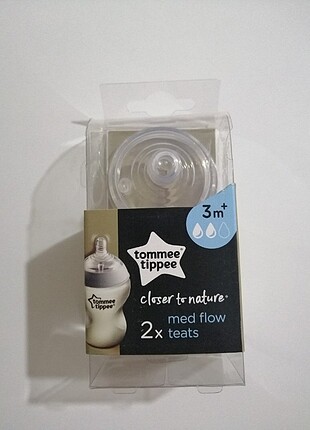 3m+
tommee
tippee
closer to nature®
2x med flow
teats
tommee
tippee